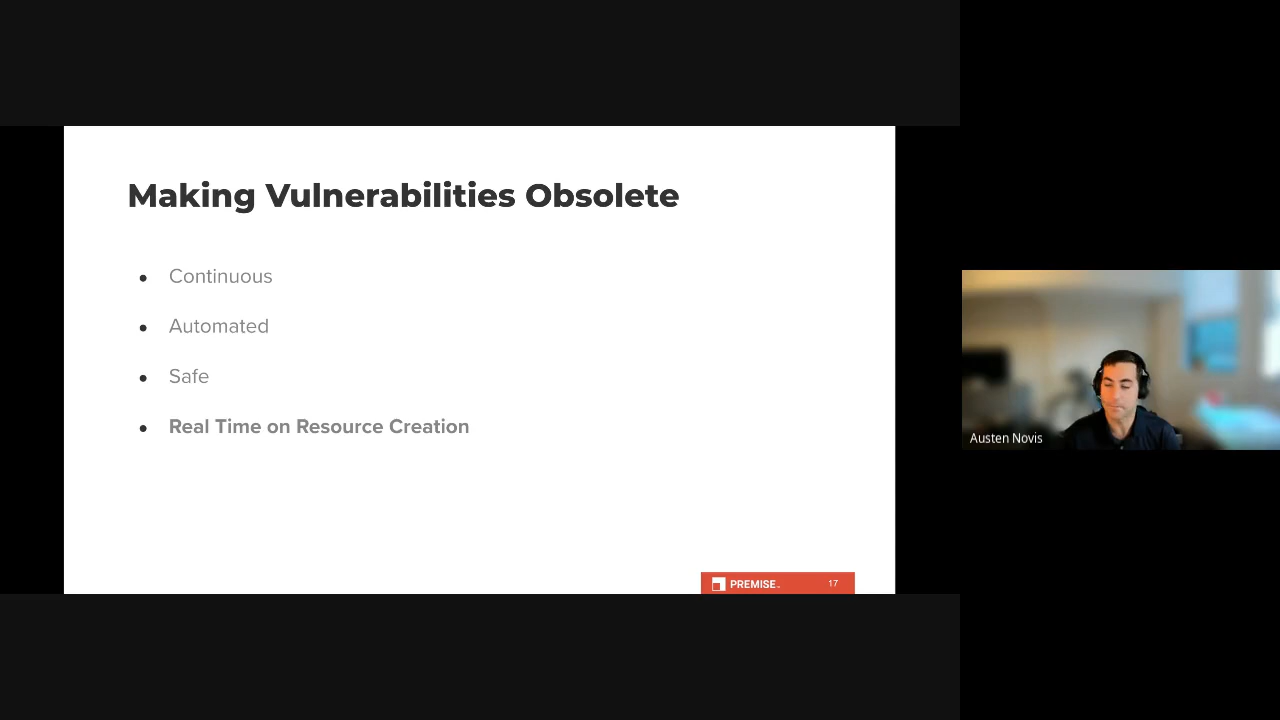 Making Vulnerabilities Obsolete
Continuous
Automated
Safe
Real Time on Resource Creation
PREMISE
17
Austen Novis